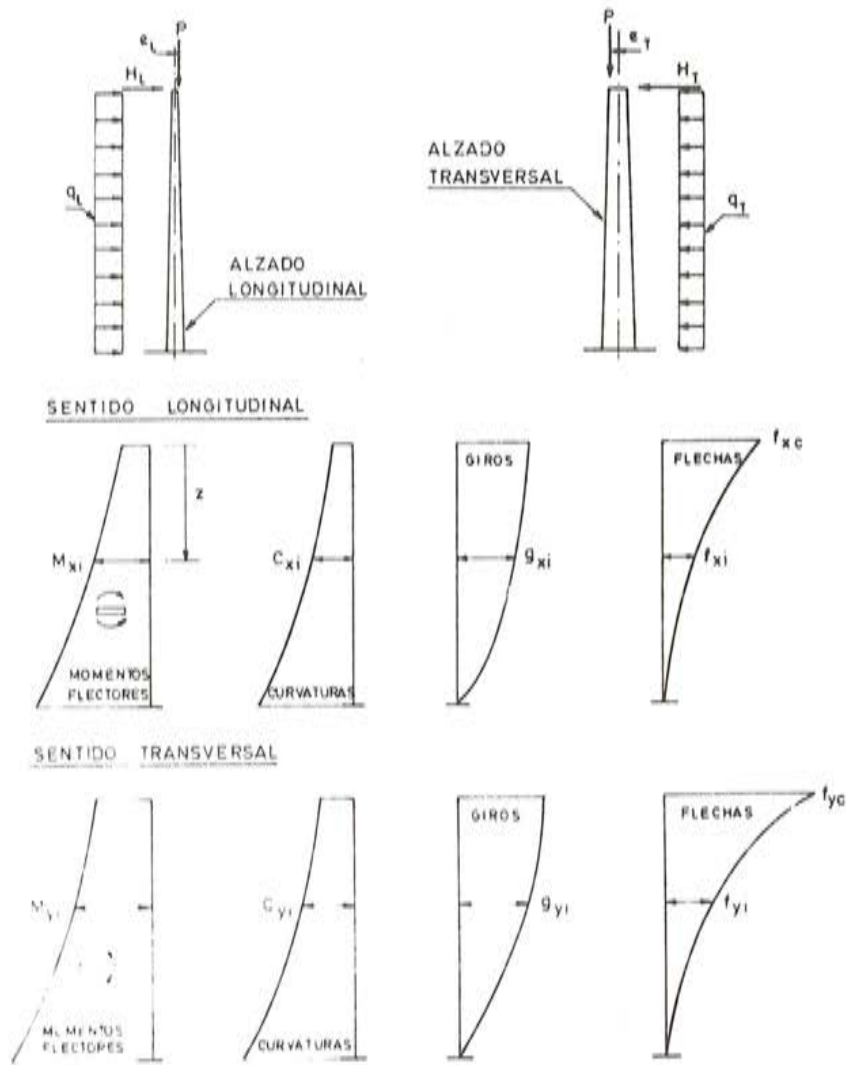 P
e_L
H_L
q_L
ALZADO
LONGITUDINAL
P
e_T
H_T
ALZADO
TRANSVERSAL
q_T
SENTIDO LONGITUDINAL
z
M_xi
MOMENTOS
FLECTORES
C_xi
CURVATURAS
GIROS
g_xi
FLECHAS
f_xc
f_xi
SENTIDO TRANSVERSAL
M_yi
MOMENTOS
FLECTORES
C_yi
CURVATURAS
GIROS
g_yi
FLECHAS
f_yc
f_yi